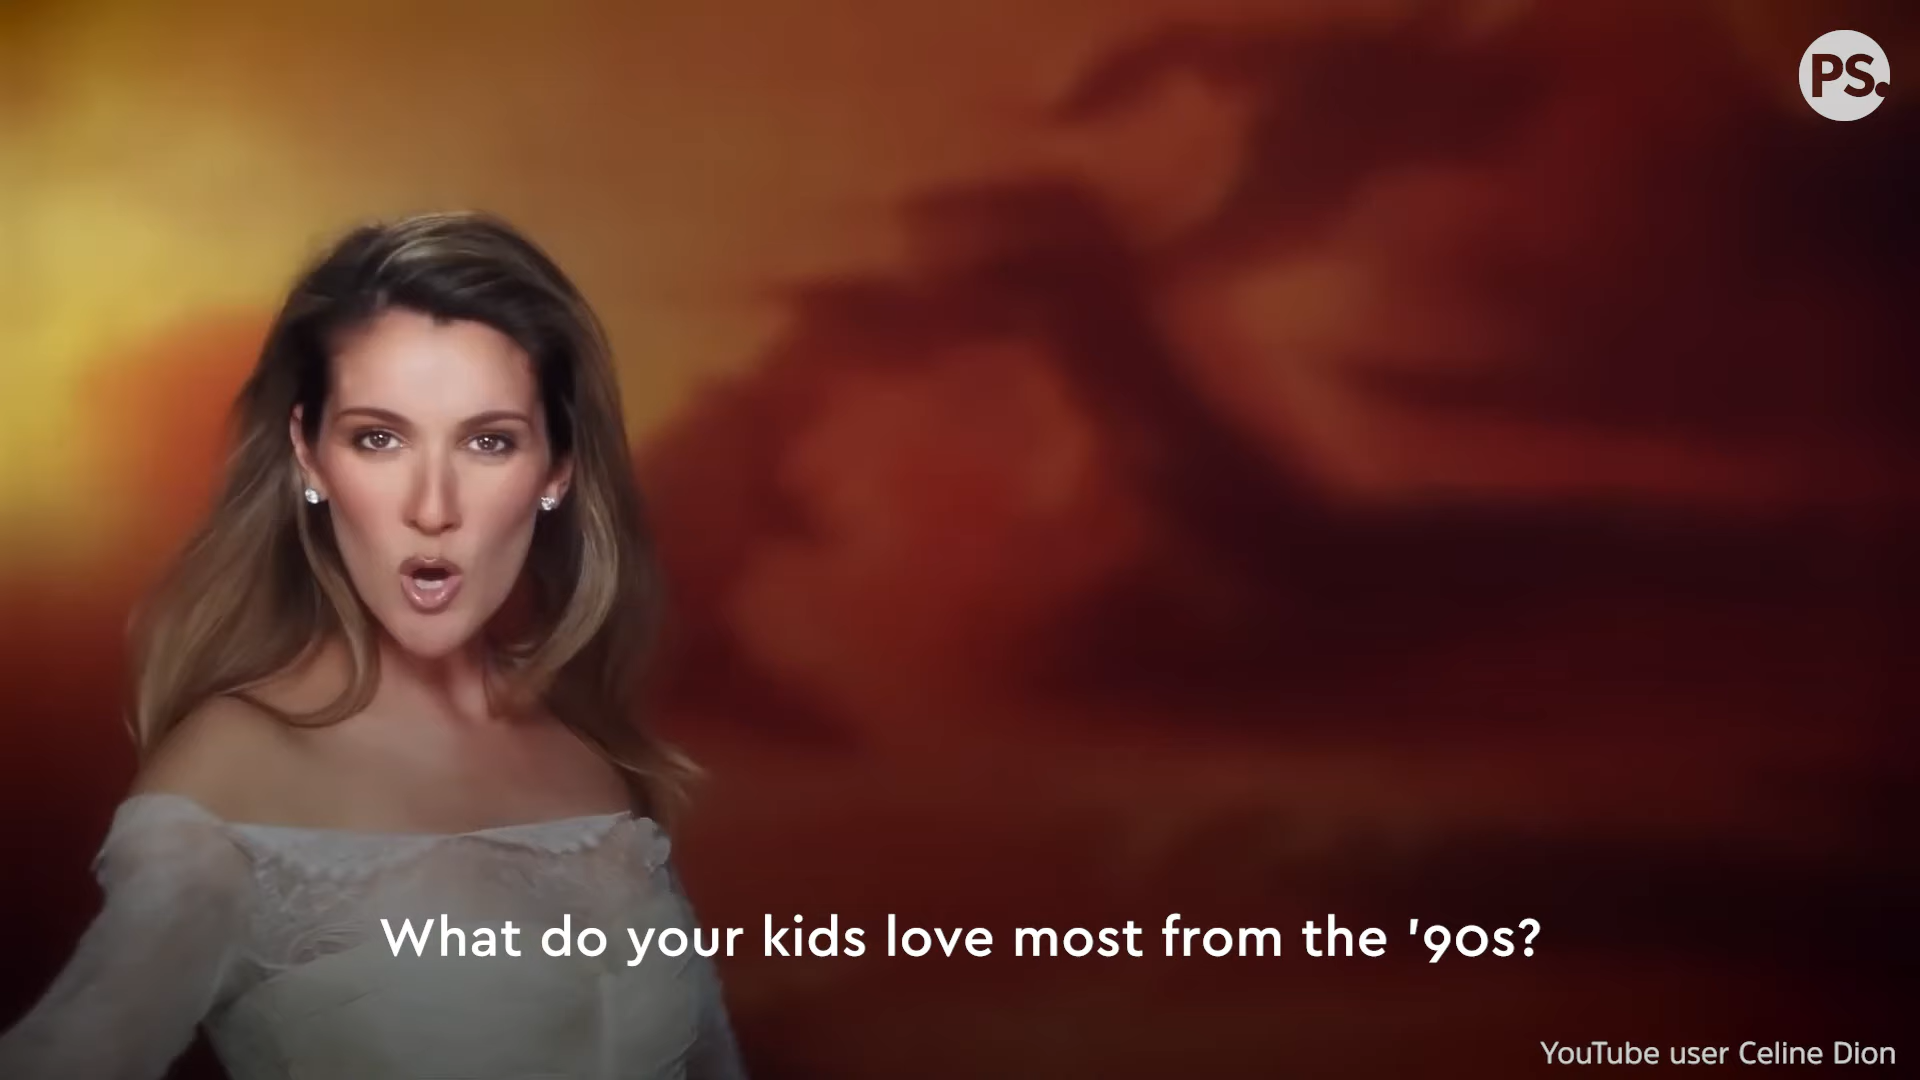 PS.
What do your kids love most from the '90s?
YouTube user Celine Dion